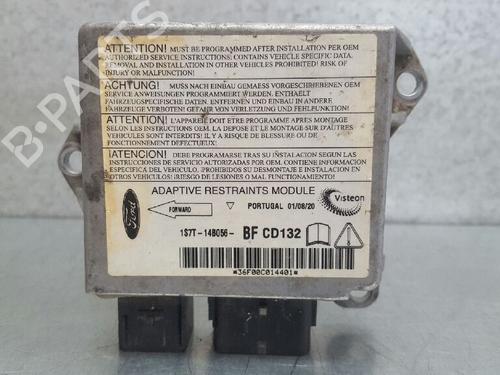 ATTENTION! MUST BE PROGRAMMED AFTER INSTALLATION PER OEM
AUTHORIZED SERVICE INSTRUCTIONS: CONTAINS VEHICLE SPECIFIC DATA,
REMOVAL AND INSTALLATION IN OTHER VEHICLES PROHIBITED! RISK OF
INJURY OR MALFUNCTION!
ACHTUNG! MUSS NACH EINBAU GEMAESS VORGESCHRIEBENEN OEM
SERVICE ANWEISUNGEN PROGRAMMIERT WERDEN. ENTHAELT
FAHRZEUGSPEZIFISCHE DATEN, ENTFERNEN UND EINBAU IN ANDERE
FAHRZEUGE VERBOTEN! GEFAHR VON VERLETZUNG UND FEHLFUNKTION!
ATTENTION! L'APPAREIL DOIT ETRE PROGRAMME APRES MONTAGE
SELON LES INSTRUCTIONS OEM, LA DEPOSE ET LE MONTAGE SUR D'AUTRES
VEHICULES SONT INTERDITS! IL Y A RISQUE DE BLESSURE OU DE
FONCTIONNEMENT DEFECTUEUX!
ATENCION! DEBE PROGRAMARSE TRAS SU INSTALACION SEGUN LAS
INSTRUCCIONES DE SERVICIO AUTORIZADAS POR OEM. CONTIENE INFORMACION
ESPECIFICA DEL VEHICULO. PROHIBIDO SU DESMONTAJE E INSTALACION
EN OTROS VEHICULOS! RIESGO DE LESIONES O MAL FUNCIONAMIENTO!
ADAPTIVE RESTRAINTS MODULE
Ford
FORWARD
PORTUGAL 01/08/20
Visteon
1S7T-14B056- BF CD132
*36F00C014401*
B-PARTS